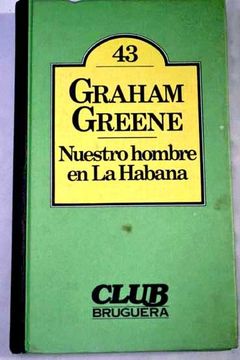 43
GRAHAM
GREENE
Nuestro hombre
en La Habana
CLUB
BRUGUERA